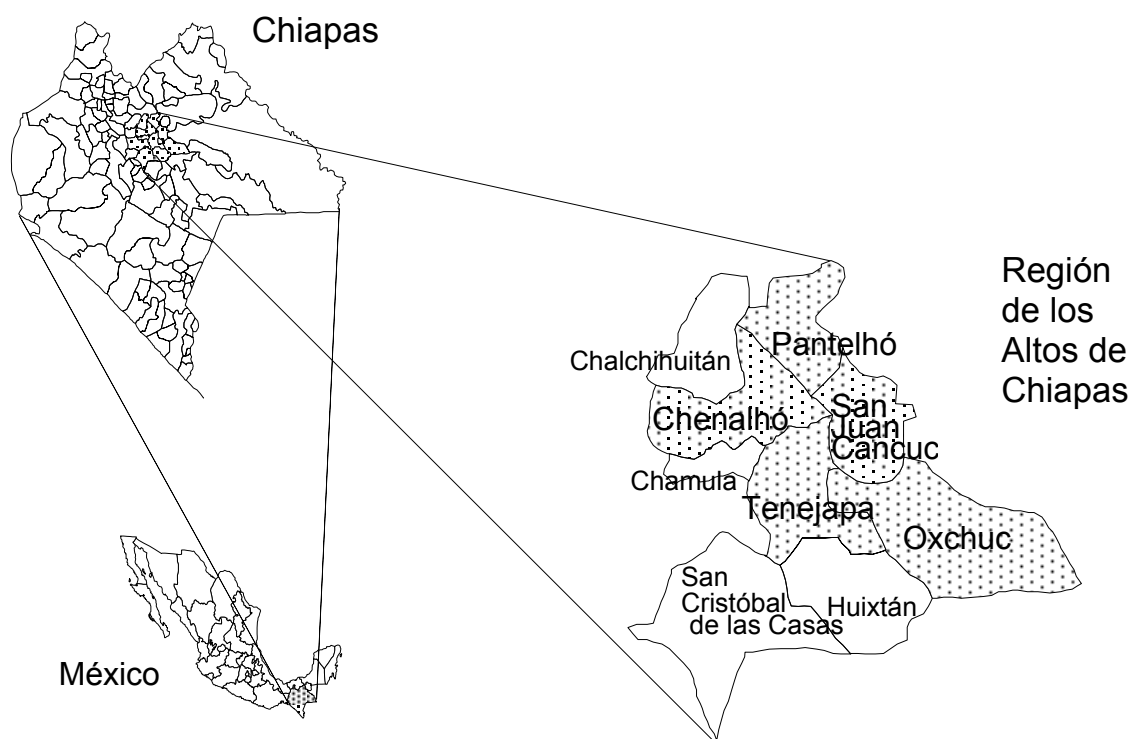 Chiapas
Región
de los
Altos de
Chiapas
Pantelhó
Chalchihuitán
Chenalhó
San
Juan
Cancuc
Chamula
Tenejapa
Oxchuc
San
Cristóbal
de las Casas
Huixtán
México